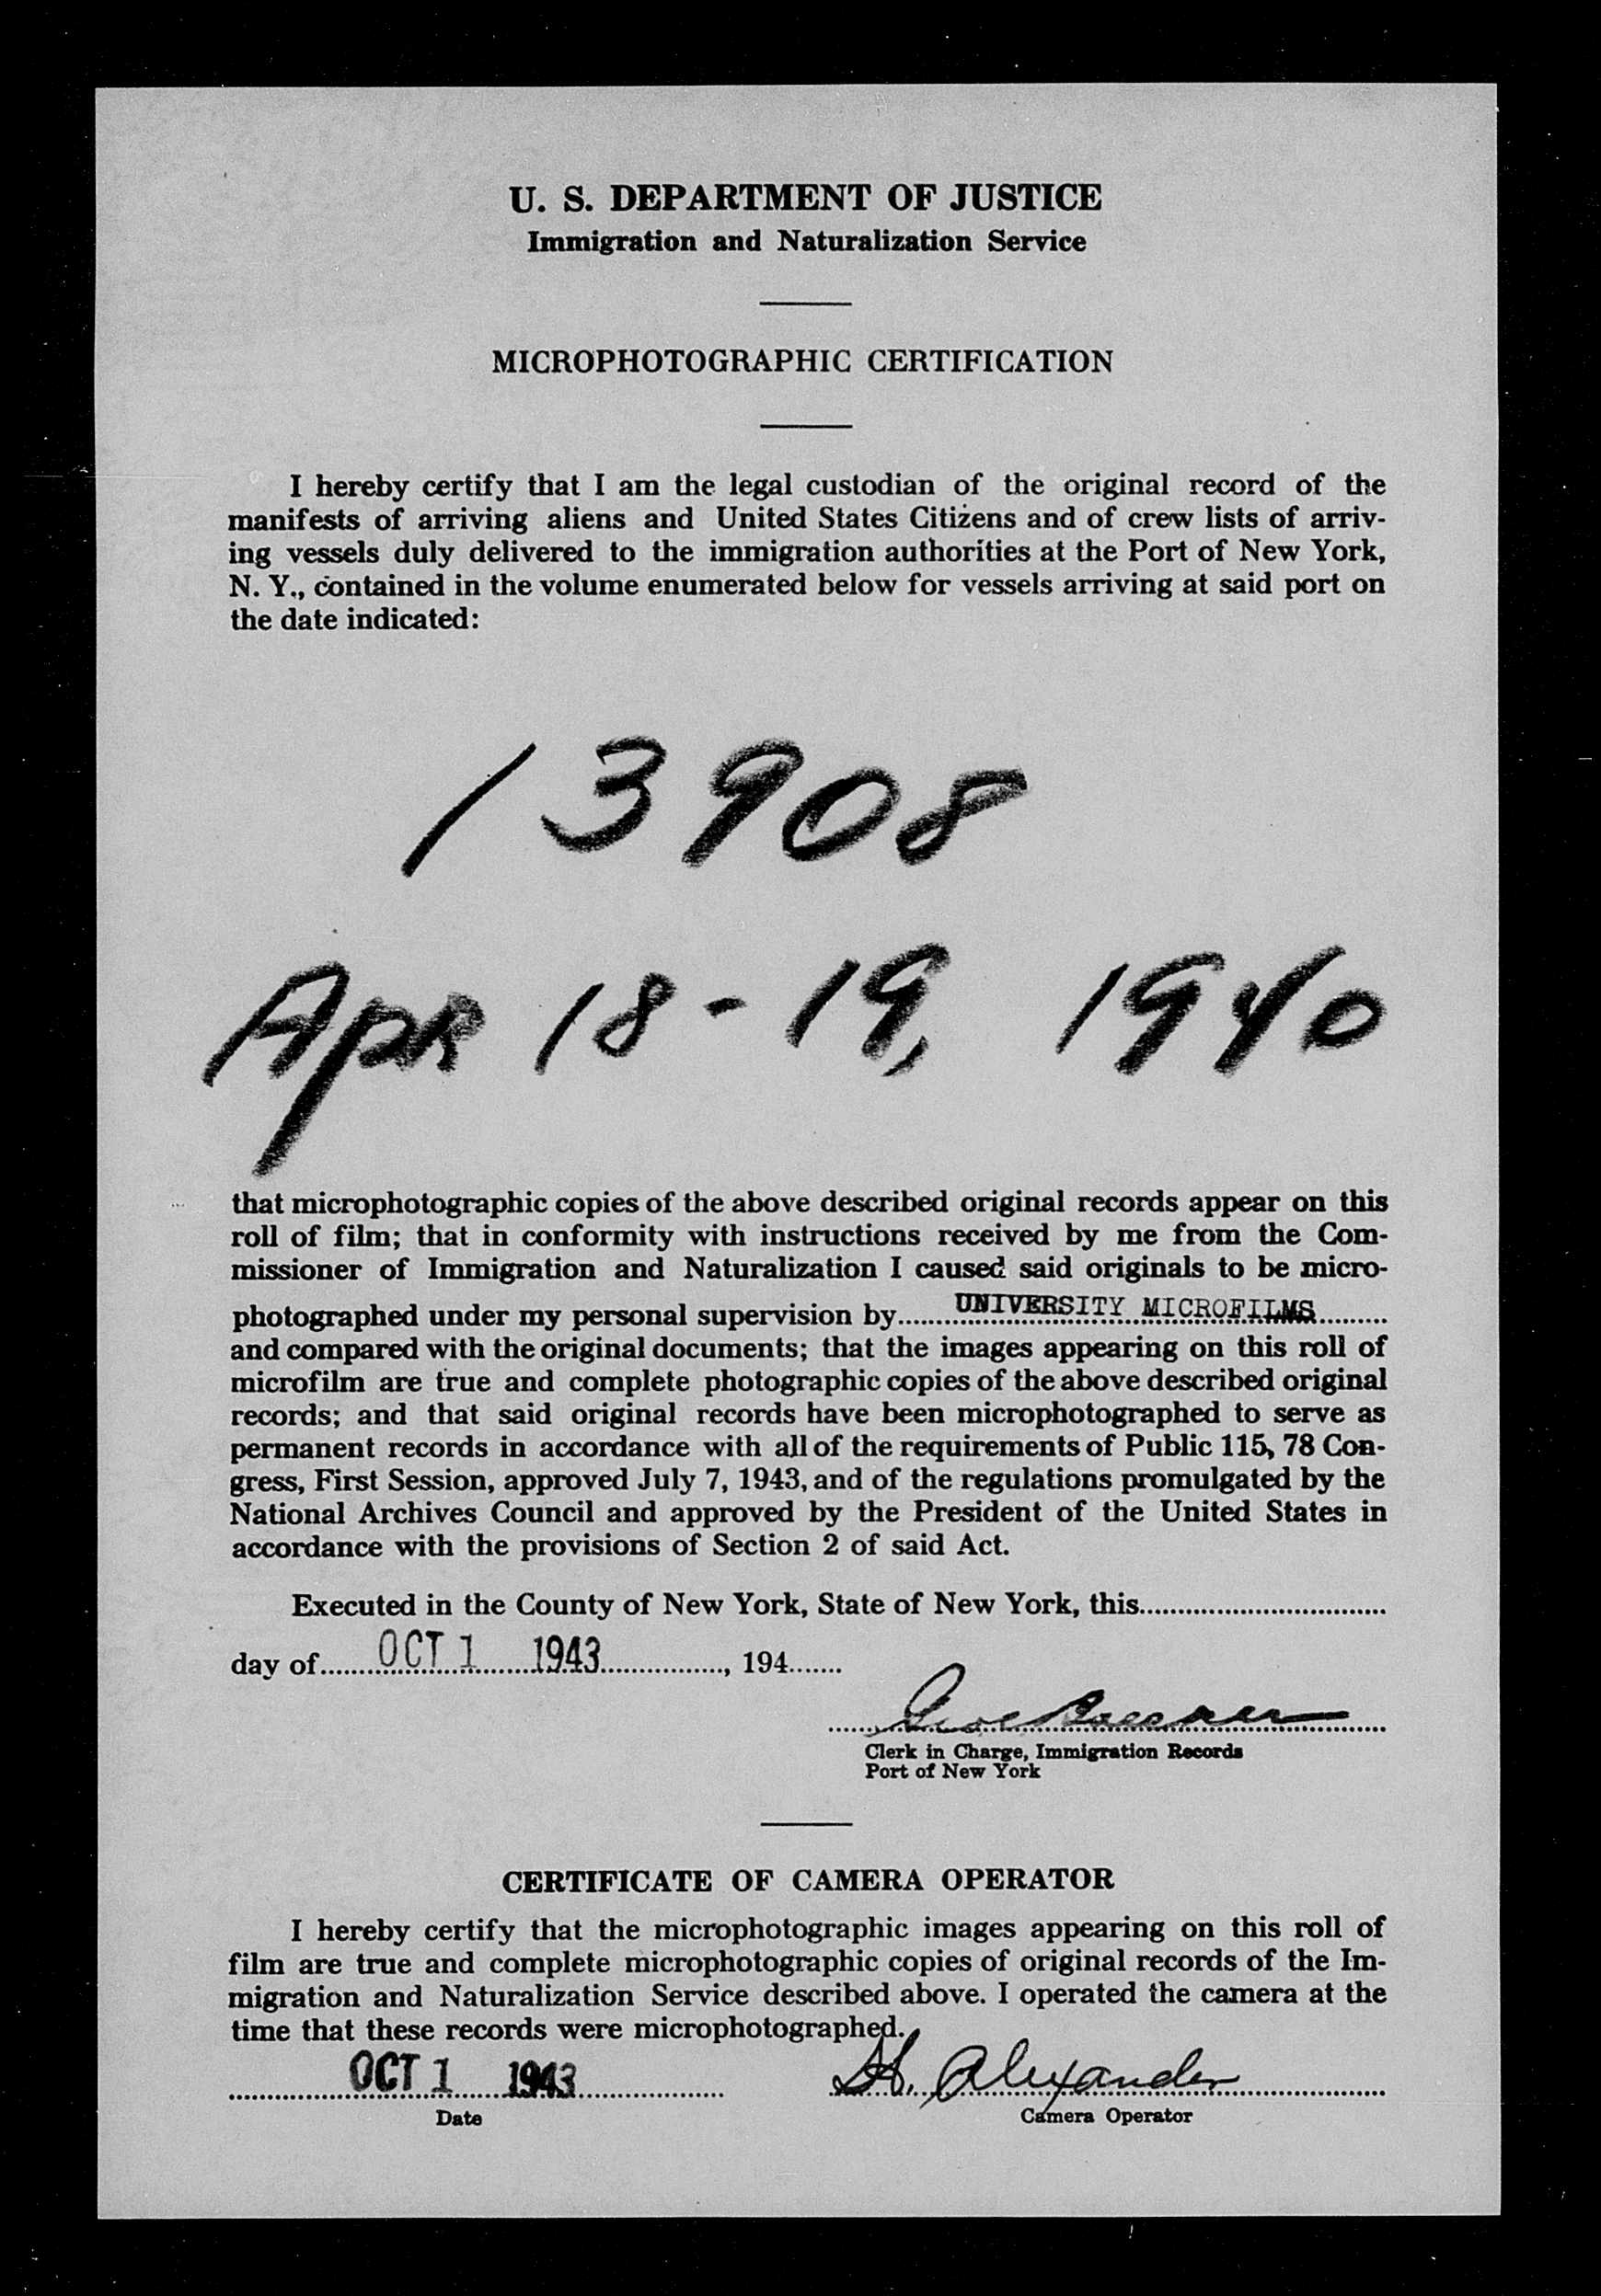 U. S. DEPARTMENT OF JUSTICE
Immigration and Naturalization Service
MICROPHOTOGRAPHIC CERTIFICATION
I hereby certify that I am the legal custodian of the original record of the
manifests of arriving aliens and United States Citizens and of crew lists of arriv-
ing vessels duly delivered to the immigration authorities at the Port of New York,
N. Y., contained in the volume enumerated below for vessels arriving at said port on
the date indicated:
13908
Apr 18-19, 1940
that microphotographic copies of the above described original records appear on this
roll of film; that in conformity with instructions received by me from the Com-
missioner of Immigration and Naturalization I caused said originals to be micro-
photographed under my personal supervision by UNIVERSITY MICROFILMS
and compared with the original documents; that the images appearing on this roll of
microfilm are true and complete photographic copies of the above described original
records; and that said original records have been microphotographed to serve as
permanent records in accordance with all of the requirements of Public 115, 78 Con-
gress, First Session, approved July 7, 1943, and of the regulations promulgated by the
National Archives Council and approved by the President of the United States in
accordance with the provisions of Section 2 of said Act.
Executed in the County of New York, State of New York, this
day of OCT 1 1943, 194
Clerk in Charge, Immigration Records
Port of New York
CERTIFICATE OF CAMERA OPERATOR
I hereby certify that the microphotographic images appearing on this roll of
film are true and complete microphotographic copies of original records of the Im-
migration and Naturalization Service described above. I operated the camera at the
time that these records were microphotographed.
OCT 1 1943 Alexander
Date Camera Operator